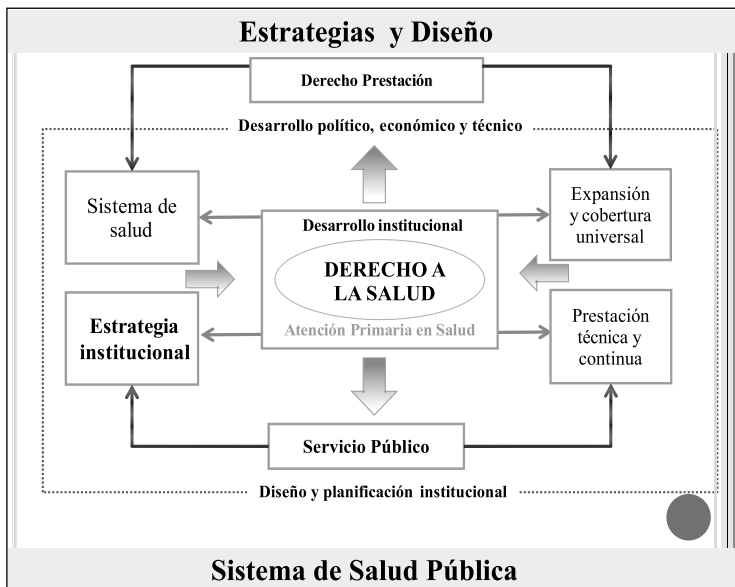 Estrategias y Diseño
Derecho Prestación
Desarrollo político, económico y técnico
Sistema de
salud
Expansión
y cobertura
universal
Desarrollo institucional
DERECHO A
LA SALUD
Atención Primaria en Salud
Estrategia
institucional
Prestación
técnica y
continua
Servicio Público
Diseño y planificación institucional
Sistema de Salud Pública